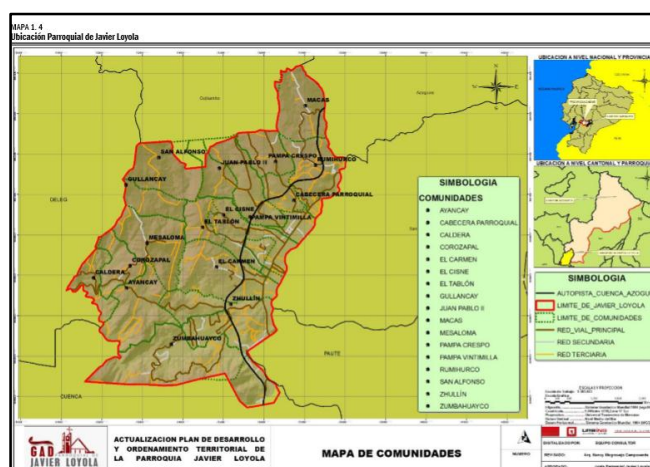 MAPA 1. 4
Ubicación Parroquial de Javier Loyola
MACAS
SAN ALFONSO
JUAN PABLO II
PAMPA CRESPO
RUMIHURCO
GULLANCAY
CABECERA PARROQUIAL
DELEG
EL CISNE
PAMPA VINTIMILLA
EL TABLÓN
MESALOMA
COROZAPAL
EL CARMEN
CALDERA
AYANCAY
ZHULLÍN
ZUMBAHUAYCO
PAUTE
CUENCA
SIMBOLOGIA
COMUNIDADES
AYANCAY
CABECERA PARROQUIAL
CALDERA
COROZAPAL
EL CARMEN
EL CISNE
EL TABLÓN
GULLANCAY
JUAN PABLO II
MACAS
MESALOMA
PAMPA CRESPO
PAMPA VINTIMILLA
RUMIHURCO
SAN ALFONSO
ZHULLÍN
ZUMBAHUAYCO
UBICACION A NIVEL NACIONAL Y PROVINCIA
UBICACIÓN A NIVEL CANTONAL Y PARROQUIA
SIMBOLOGIA
AUTOPISTA_CUENCA_AZOGU
LIMITE_DE_JAVIER_LOYOLA
LIMITE_DE_COMUNIDADES
RED_VIAL_PRINCIPAL
RED SECUNDARIA
RED TERCIARIA
GAD
JAVIER LOYOLA
ACTUALIZACION PLAN DE DESARROLLO
Y ORDENAMIENTO TERRITORIAL DE
LA PARROQUIA JAVIER LOYOLA
MAPA DE COMUNIDADES
EQUIPO CONSULTOR